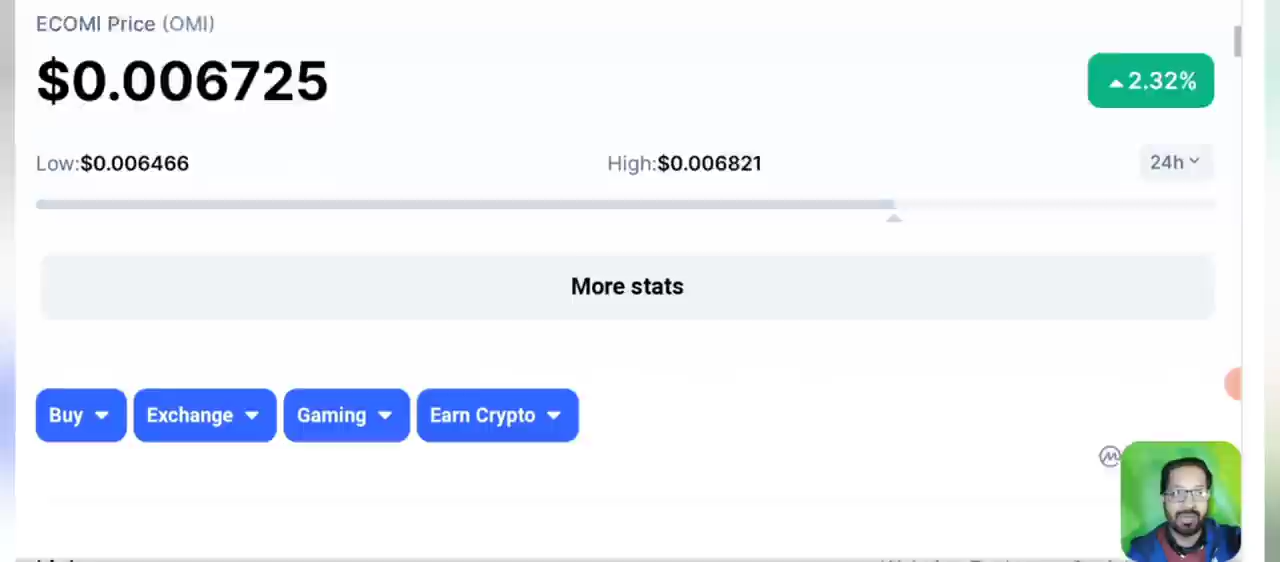 ECOMI Price (OMI)
$0.006725
2.32%
Low:$0.006466
High:$0.006821
24h
More stats
Buy
Exchange
Gaming
Earn Crypto